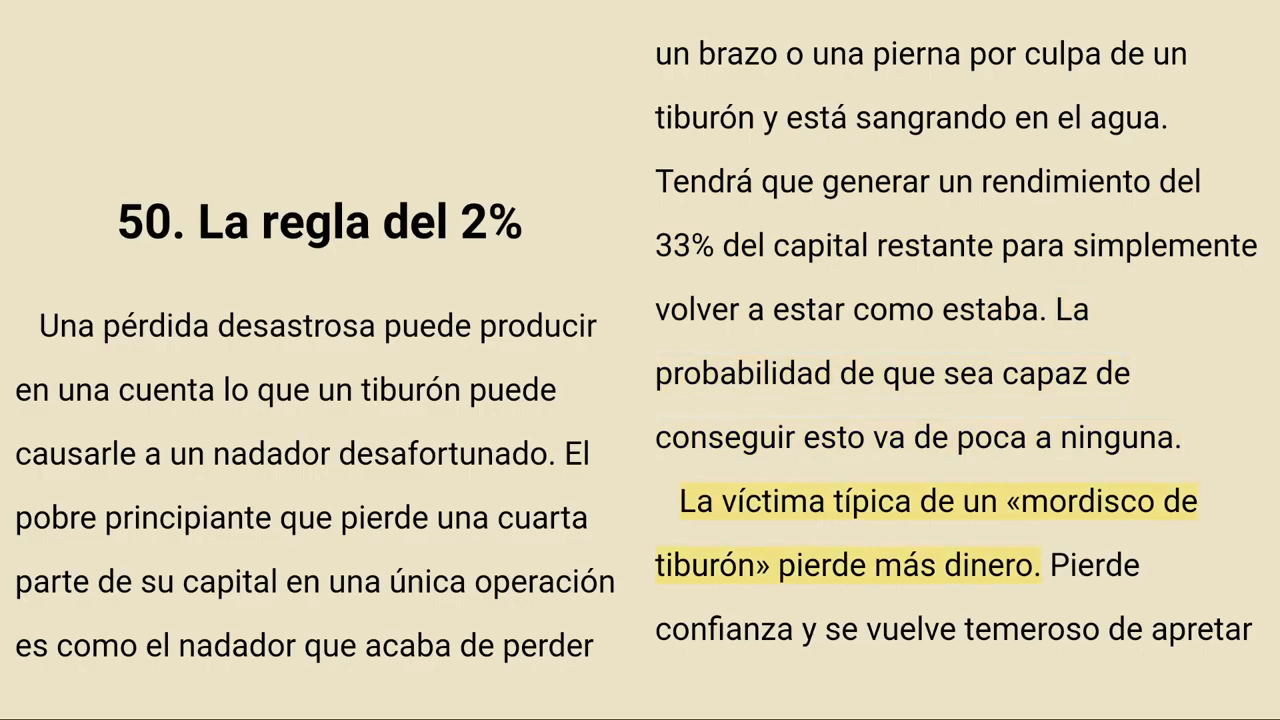 50. La regla del 2%
Una pérdida desastrosa puede producir
en una cuenta lo que un tiburón puede
causarle a un nadador desafortunado. El
pobre principiante que pierde una cuarta
parte de su capital en una única operación
es como el nadador que acaba de perder
un brazo o una pierna por culpa de un
tiburón y está sangrando en el agua.
Tendrá que generar un rendimiento del
33% del capital restante para simplemente
volver a estar como estaba. La
probabilidad de que sea capaz de
conseguir esto va de poca a ninguna.
La víctima típica de un «mordisco de
tiburón» pierde más dinero. Pierde
confianza y se vuelve temeroso de apretar